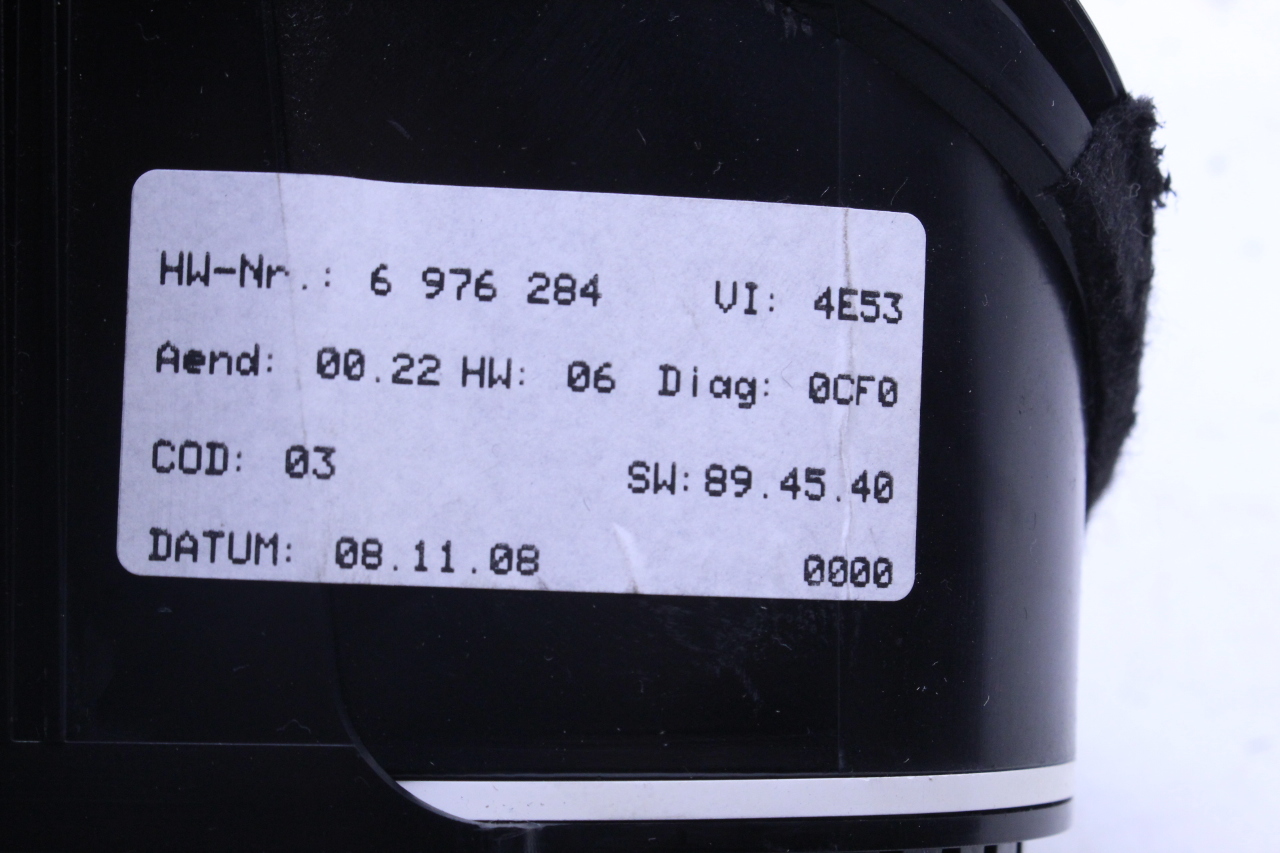 HW-Nr.: 6 976 284 VI: 4E53
Aend: 00.22 HW: 06 Diag: 0CF0
COD: 03 SW: 89.45.40
DATUM: 08.11.08 0000